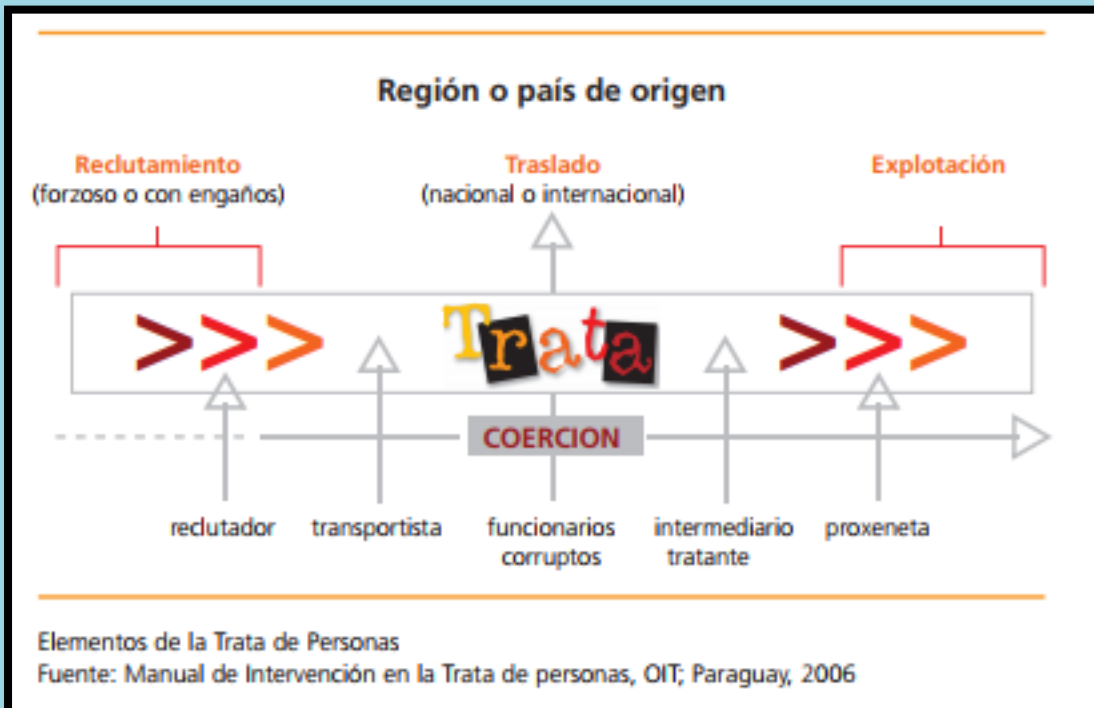 Región o país de origen
Reclutamiento
(forzoso o con engaños)
Traslado
(nacional o internacional)
Explotación
Trata
COERCION
reclutador
transportista
funcionarios
corruptos
intermediario
tratante
proxeneta
Elementos de la Trata de Personas
Fuente: Manual de Intervención en la Trata de personas, OIT; Paraguay, 2006